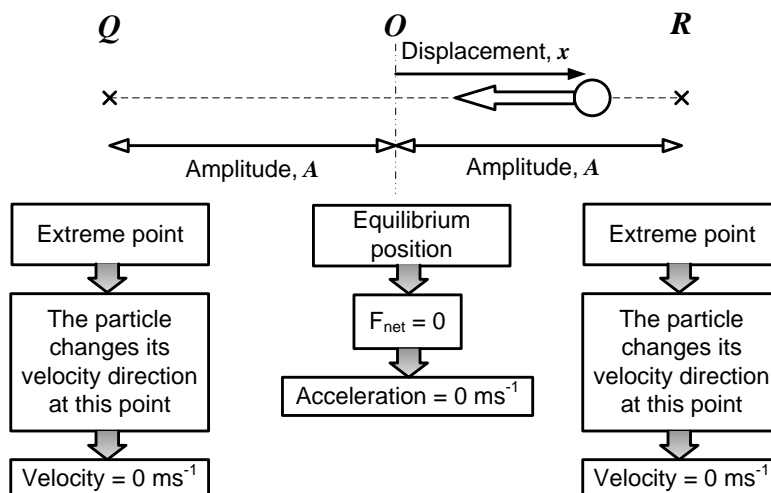 Q
O
R
Displacement, x
Amplitude, A
Amplitude, A
Extreme point
The particle
changes its
velocity direction
at this point
Velocity = 0 ms⁻¹
Equilibrium
position
Fₙₑₜ = 0
Acceleration = 0 ms⁻¹
Extreme point
The particle
changes its
velocity direction
at this point
Velocity = 0 ms⁻¹